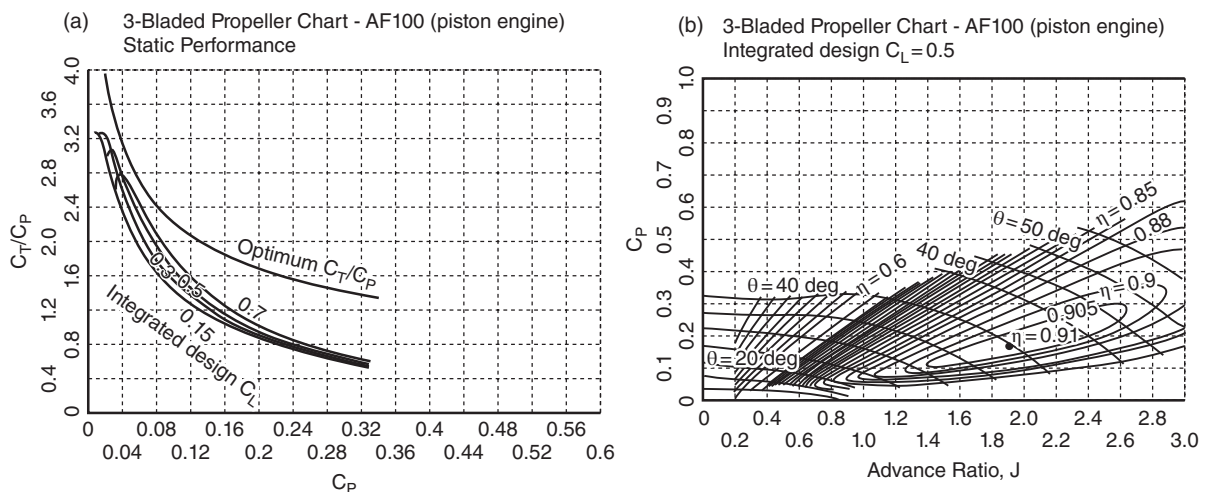 (a) 3-Bladed Propeller Chart - AF100 (piston engine)
Static Performance
4.0
3.6
3.2
2.8
2.4
2.0
1.6
1.2
0.8
0.4
0
C_T/C_P
Optimum C_T/C_P
0.3
0.5
0.7
0.15
Integrated design C_L
0 0.08 0.16 0.24 0.32 0.4 0.48 0.56
0.04 0.12 0.2 0.28 0.36 0.44 0.52 0.6
C_P
(b) 3-Bladed Propeller Chart - AF100 (piston engine)
Integrated design C_L = 0.5
1.0
0.9
0.8
0.7
0.6
0.5
0.4
0.3
0.2
0.1
0
C_P
η = 0.85
θ = 50 deg
0.88
40 deg
η = 0.6
θ = 40 deg
η = 0.9
0.905
η = 0.91
θ = 20 deg
0 0.4 0.8 1.2 1.6 2.0 2.4 2.8
0.2 0.6 1.0 1.4 1.8 2.2 2.6 3.0
Advance Ratio, J